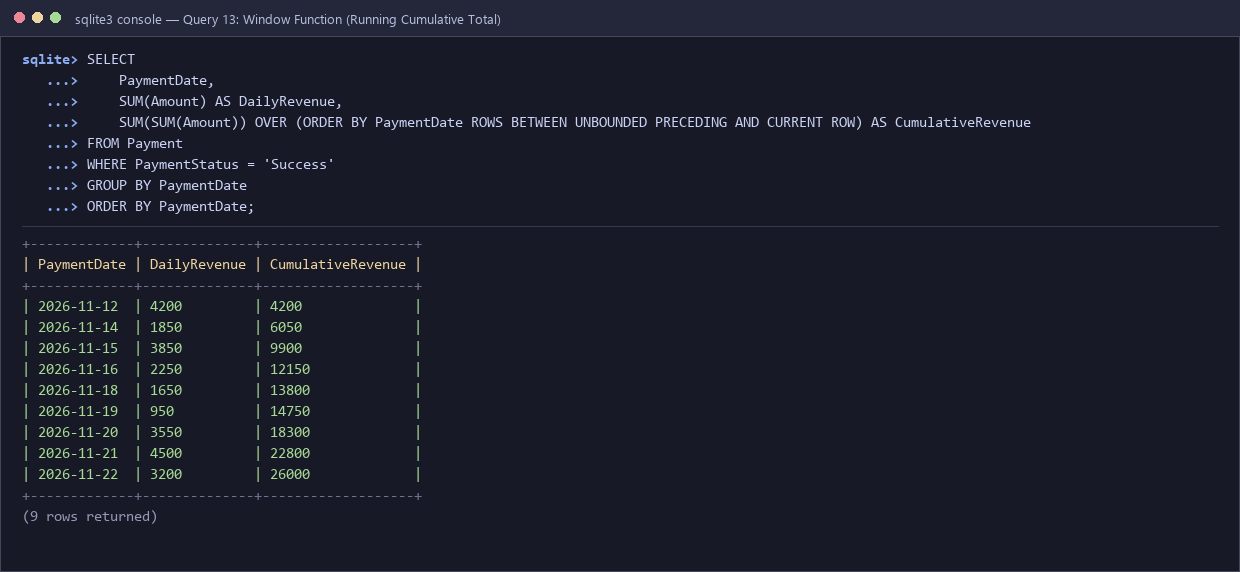 sqlite3 console — Query 13: Window Function (Running Cumulative Total)
sqlite> SELECT
...>     PaymentDate,
...>     SUM(Amount) AS DailyRevenue,
...>     SUM(SUM(Amount)) OVER (ORDER BY PaymentDate ROWS BETWEEN UNBOUNDED PRECEDING AND CURRENT ROW) AS CumulativeRevenue
...> FROM Payment
...> WHERE PaymentStatus = 'Success'
...> GROUP BY PaymentDate
...> ORDER BY PaymentDate;
+-------------+--------------+-------------------+
| PaymentDate | DailyRevenue | CumulativeRevenue |
+-------------+--------------+-------------------+
| 2026-11-12  | 4200         | 4200              |
| 2026-11-14  | 1850         | 6050              |
| 2026-11-15  | 3850         | 9900              |
| 2026-11-16  | 2250         | 12150             |
| 2026-11-18  | 1650         | 13800             |
| 2026-11-19  | 950          | 14750             |
| 2026-11-20  | 3550         | 18300             |
| 2026-11-21  | 4500         | 22800             |
| 2026-11-22  | 3200         | 26000             |
+-------------+--------------+-------------------+
(9 rows returned)